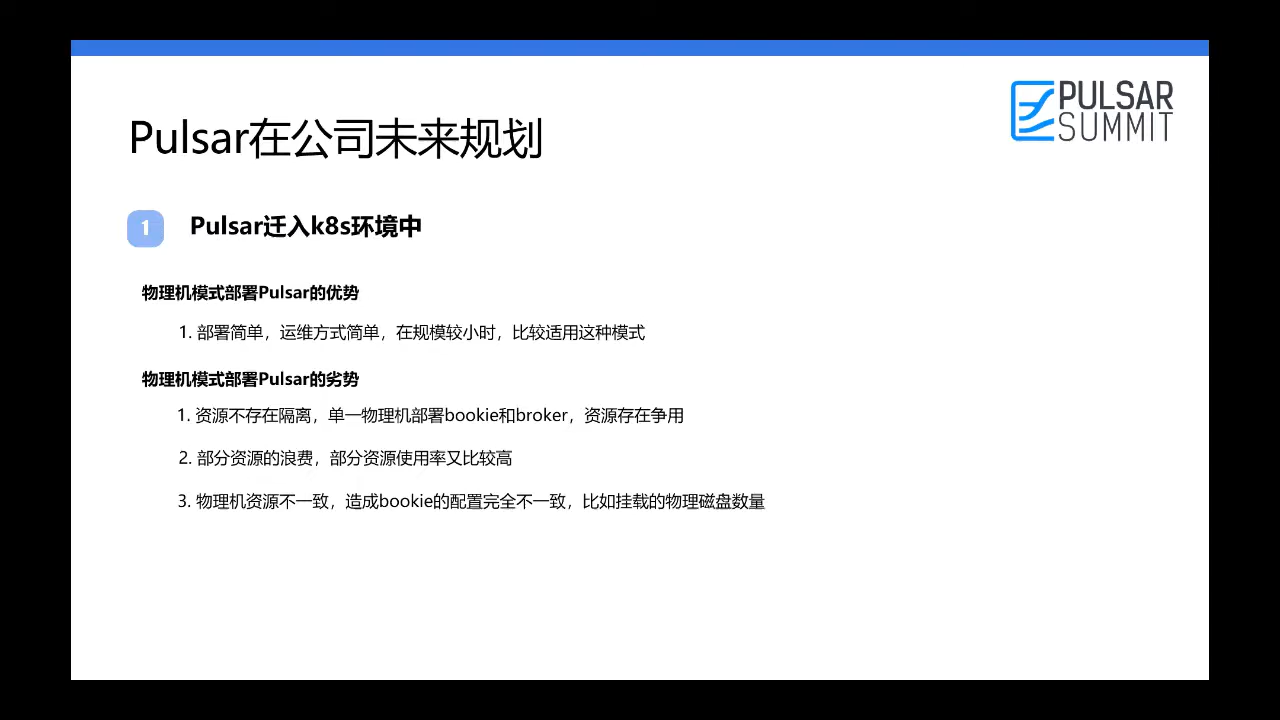 PULSAR
SUMMIT
Pulsar在公司未来规划
1 Pulsar迁入k8s环境中
物理机模式部署Pulsar的优势
1. 部署简单，运维方式简单，在规模较小时，比较适用这种模式
物理机模式部署Pulsar的劣势
1. 资源不存在隔离，单一物理机部署bookie和broker，资源存在争用
2. 部分资源的浪费，部分资源使用率又比较高
3. 物理机资源不一致，造成bookie的配置完全不一致，比如挂载的物理磁盘数量